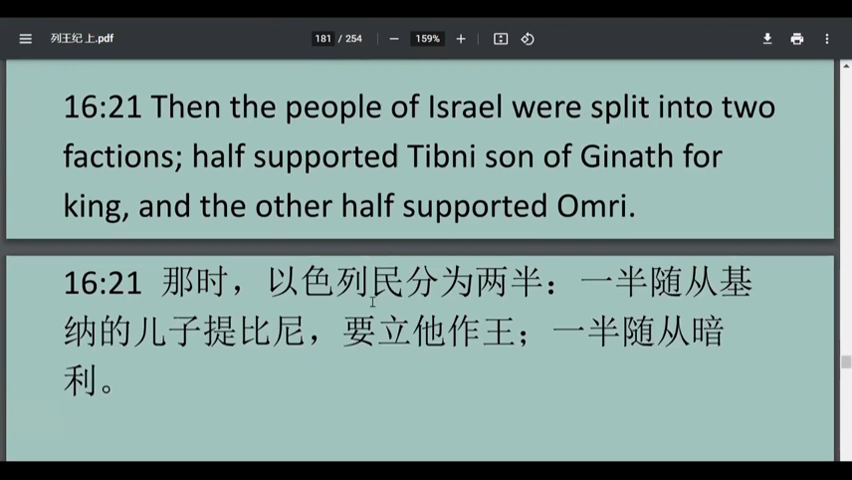 列王纪 上.pdf
181 / 254
159%
16:21 Then the people of Israel were split into two
factions; half supported Tibni son of Ginath for
king, and the other half supported Omri.
16:21 那时，以色列民分为两半：一半随从基
纳的儿子提比尼，要立他作王；一半随从暗
利。